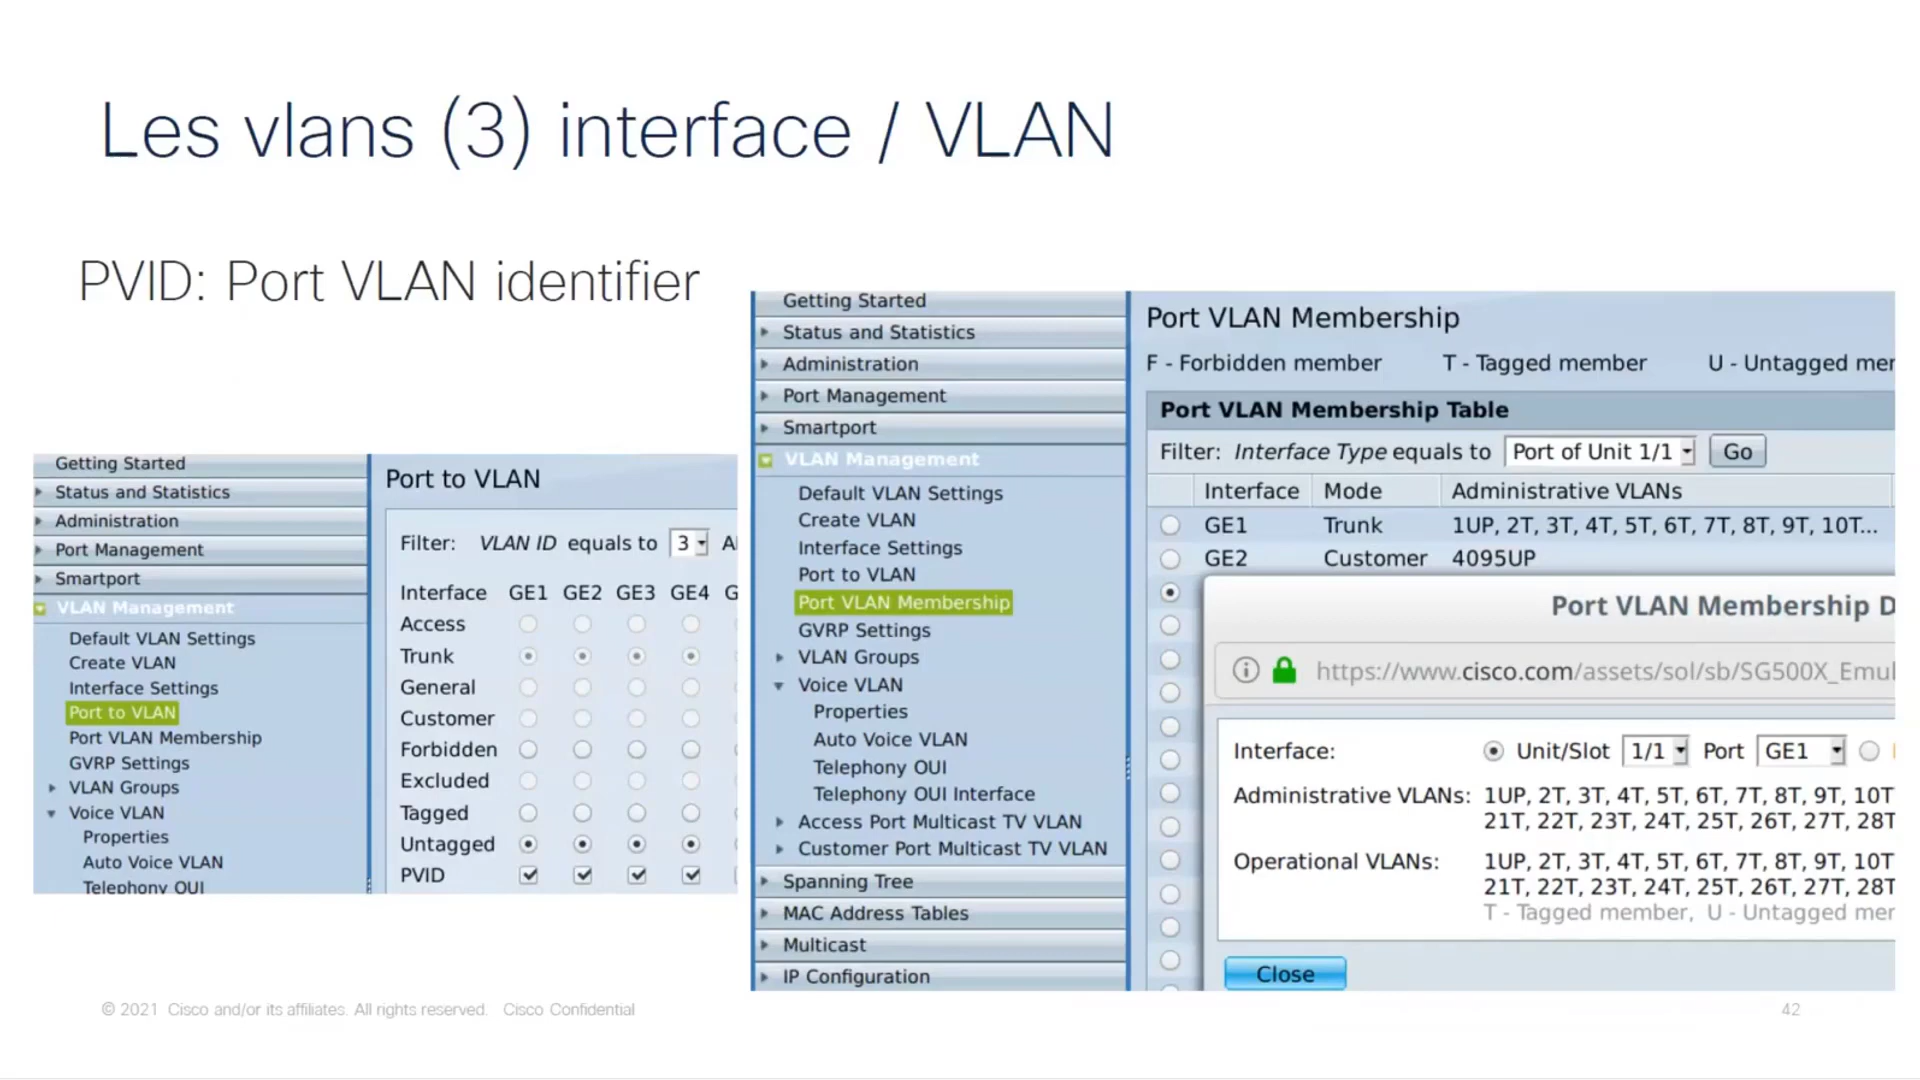 Les vlans (3) interface / VLAN
PVID: Port VLAN identifier
Getting Started
Status and Statistics
Administration
Port Management
Smartport
VLAN Management
Default VLAN Settings
Create VLAN
Interface Settings
Port to VLAN
Port VLAN Membership
GVRP Settings
VLAN Groups
Voice VLAN
Properties
Auto Voice VLAN
Telephony OUI
Port to VLAN
Filter: VLAN ID equals to 3
Interface GE1 GE2 GE3 GE4
Access
Trunk
General
Customer
Forbidden
Excluded
Tagged
Untagged
PVID
Getting Started
Status and Statistics
Administration
Port Management
Smartport
VLAN Management
Default VLAN Settings
Create VLAN
Interface Settings
Port to VLAN
Port VLAN Membership
GVRP Settings
VLAN Groups
Voice VLAN
Properties
Auto Voice VLAN
Telephony OUI
Telephony OUI Interface
Access Port Multicast TV VLAN
Customer Port Multicast TV VLAN
Spanning Tree
MAC Address Tables
Multicast
IP Configuration
Port VLAN Membership
F - Forbidden member T - Tagged member U - Untagged mer
Port VLAN Membership Table
Filter: Interface Type equals to Port of Unit 1/1 Go
Interface Mode Administrative VLANs
GE1 Trunk 1UP, 2T, 3T, 4T, 5T, 6T, 7T, 8T, 9T, 10T...
GE2 Customer 4095UP
Port VLAN Membership D
https://www.cisco.com/assets/sol/sb/SG500X_Emul
Interface: Unit/Slot 1/1 Port GE1
Administrative VLANs: 1UP, 2T, 3T, 4T, 5T, 6T, 7T, 8T, 9T, 10T
21T, 22T, 23T, 24T, 25T, 26T, 27T, 28T
Operational VLANs: 1UP, 2T, 3T, 4T, 5T, 6T, 7T, 8T, 9T, 10T
21T, 22T, 23T, 24T, 25T, 26T, 27T, 28T
T - Tagged member, U - Untagged mer
Close
© 2021 Cisco and/or its affiliates. All rights reserved. Cisco Confidential
42